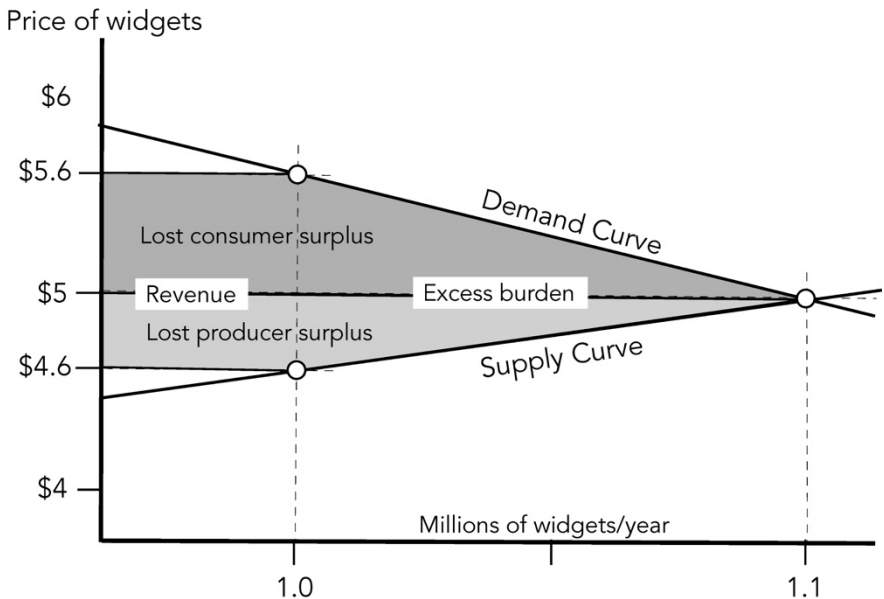 Price of widgets
$6
$5.6
Demand Curve
Lost consumer surplus
$5
Revenue
Excess burden
Lost producer surplus
$4.6
Supply Curve
$4
Millions of widgets/year
1.0
1.1